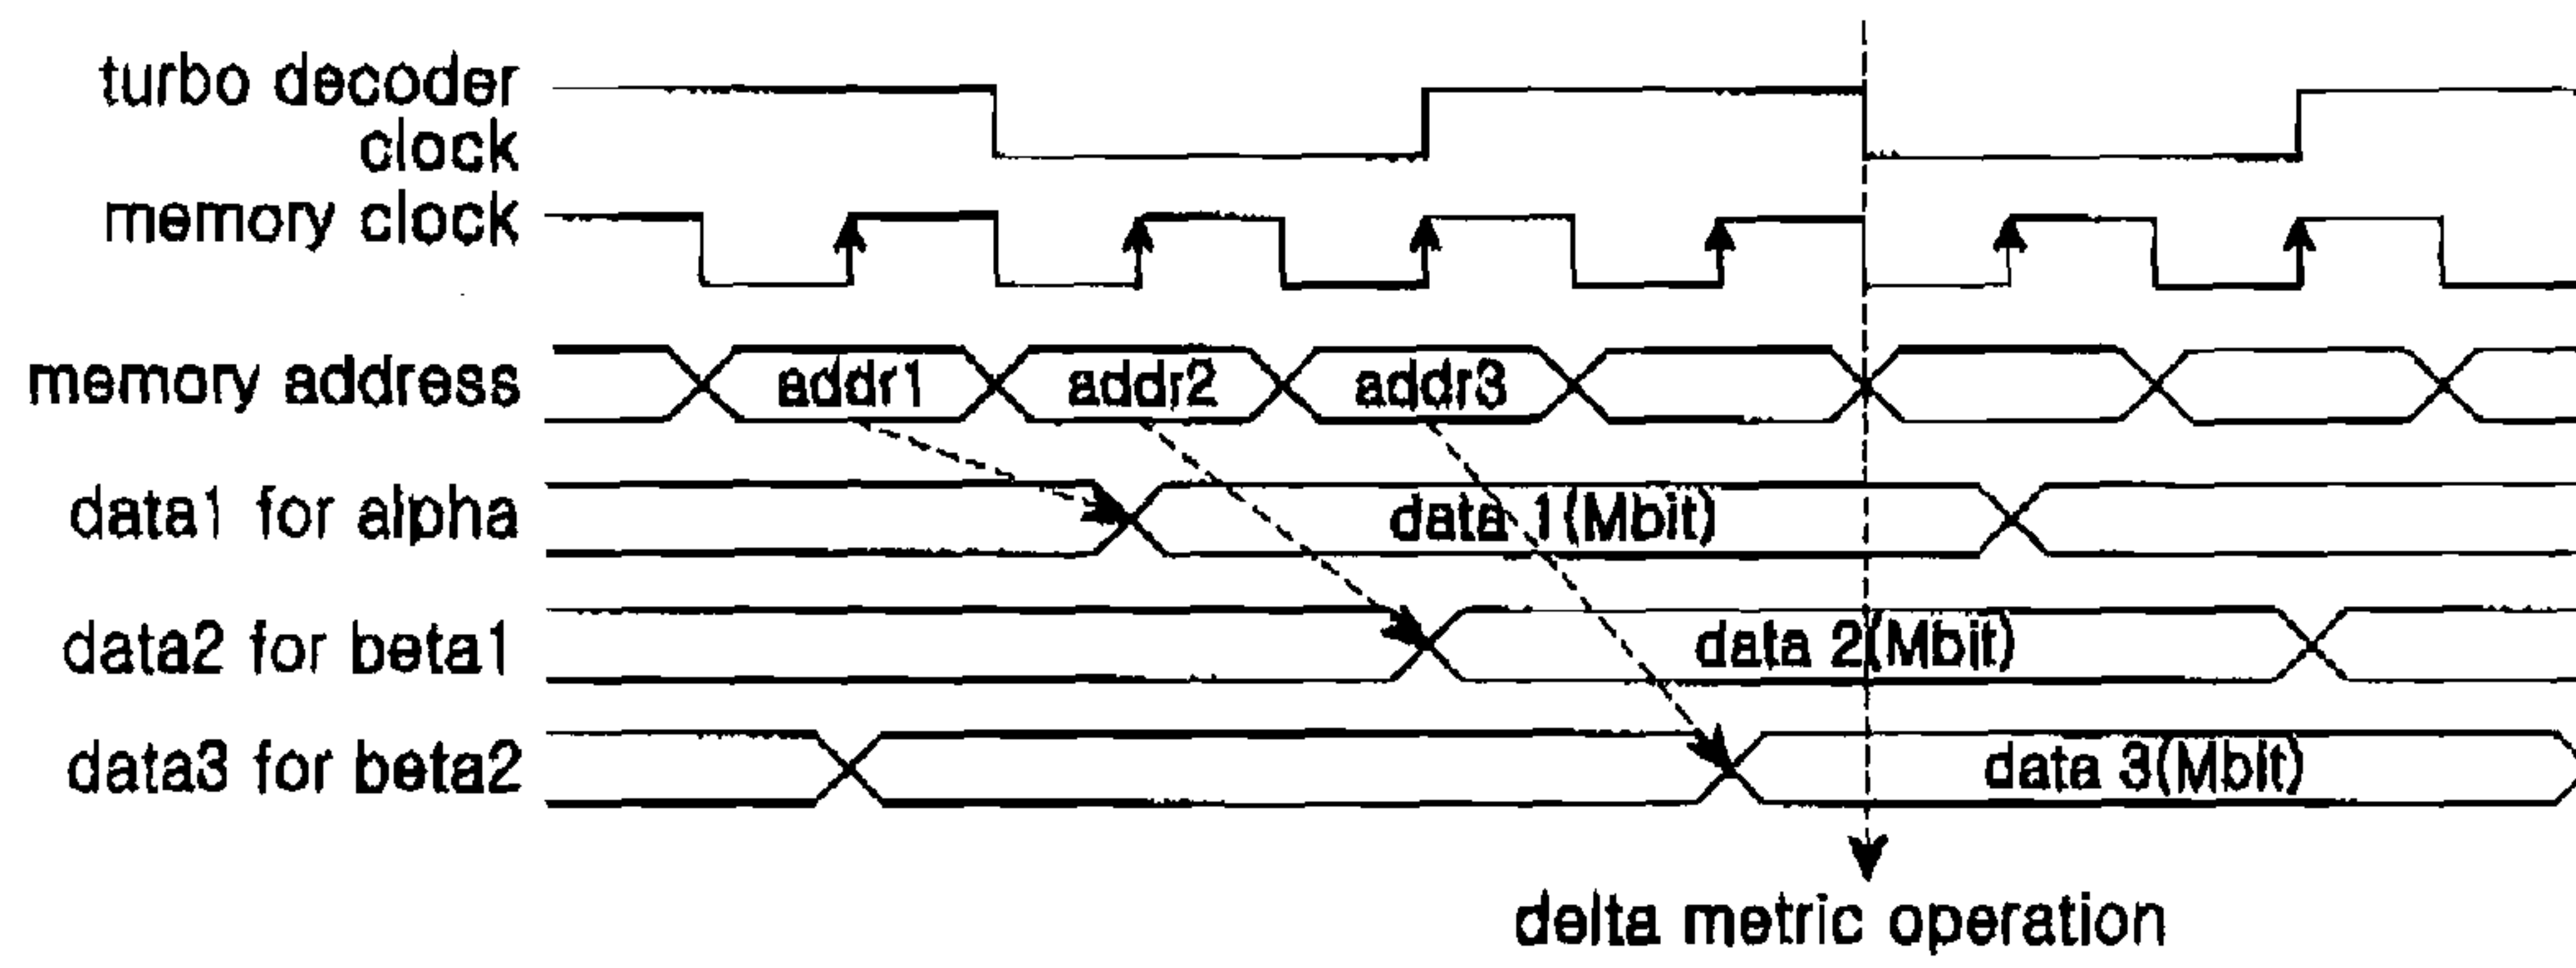 turbo decoder
clock
memory clock
memory address
addr1 addr2 addr3
data1 for alpha
data 1(Mbit)
data2 for beta1
data 2(Mbit)
data3 for beta2
data 3(Mbit)
delta metric operation